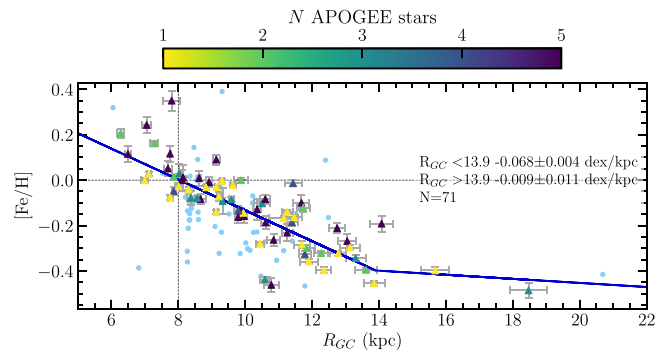 N APOGEE stars
1 2 3 4 5
0.4
0.2
0.0
−0.2
−0.4
[Fe/H]
R_GC <13.9 -0.068±0.004 dex/kpc
R_GC >13.9 -0.009±0.011 dex/kpc
N=71
6 8 10 12 14 16 18 20 22
R_GC (kpc)